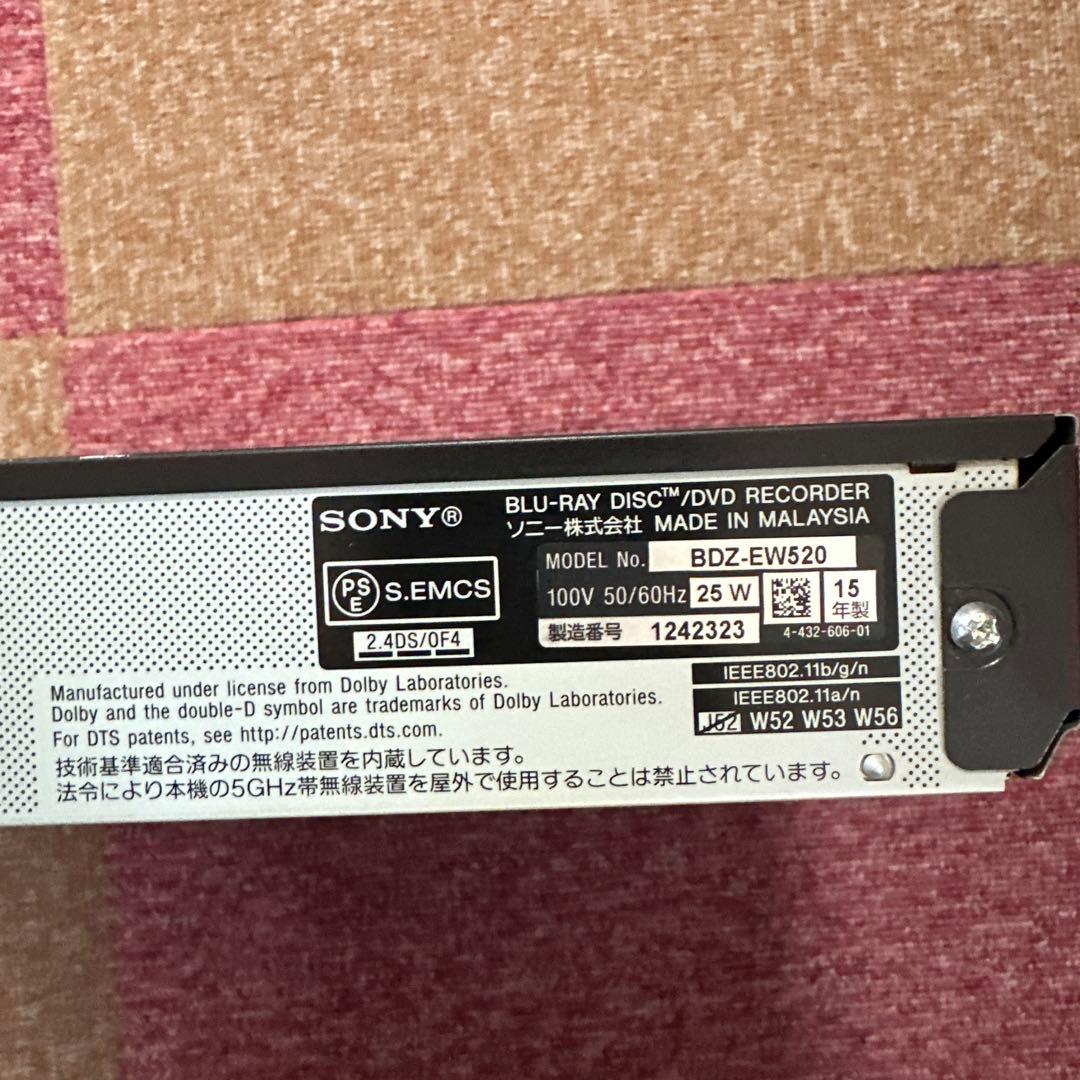 SONY®
BLU-RAY DISC™/DVD RECORDER
ソニー株式会社 MADE IN MALAYSIA
MODEL No. BDZ-EW520
100V 50/60Hz 25 W
15年製
製造番号 1242323
4-432-606-01
PSE S.EMCS
2.4DS/OF4
IEEE802.11b/g/n
IEEE802.11a/n
J52 W52 W53 W56
Manufactured under license from Dolby Laboratories.
Dolby and the double-D symbol are trademarks of Dolby Laboratories.
For DTS patents, see http://patents.dts.com.
技術基準適合済みの無線装置を内蔵しています。
法令により本機の5GHz帯無線装置を屋外で使用することは禁止されています。